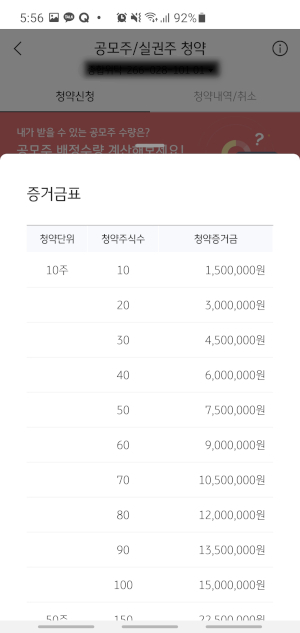 5:56
92%
공모주/실권주 청약
청약신청 청약내역/취소
내가 받을 수 있는 공모주 수량은?
공모주 배정수량 계산해보세요!
증거금표
청약단위 청약주식수 청약증거금
10주 10 1,500,000원
20 3,000,000원
30 4,500,000원
40 6,000,000원
50 7,500,000원
60 9,000,000원
70 10,500,000원
80 12,000,000원
90 13,500,000원
100 15,000,000원
50주 150 22,500,000원